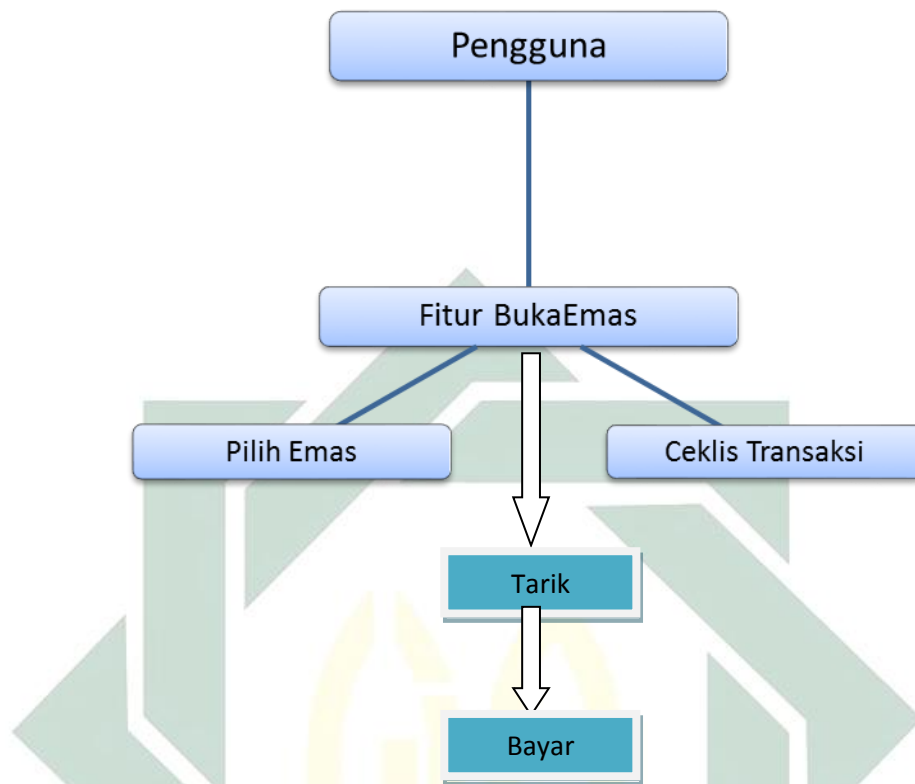 Pengguna
Fitur BukaEmas
Pilih Emas
Ceklis Transaksi
Tarik
Bayar